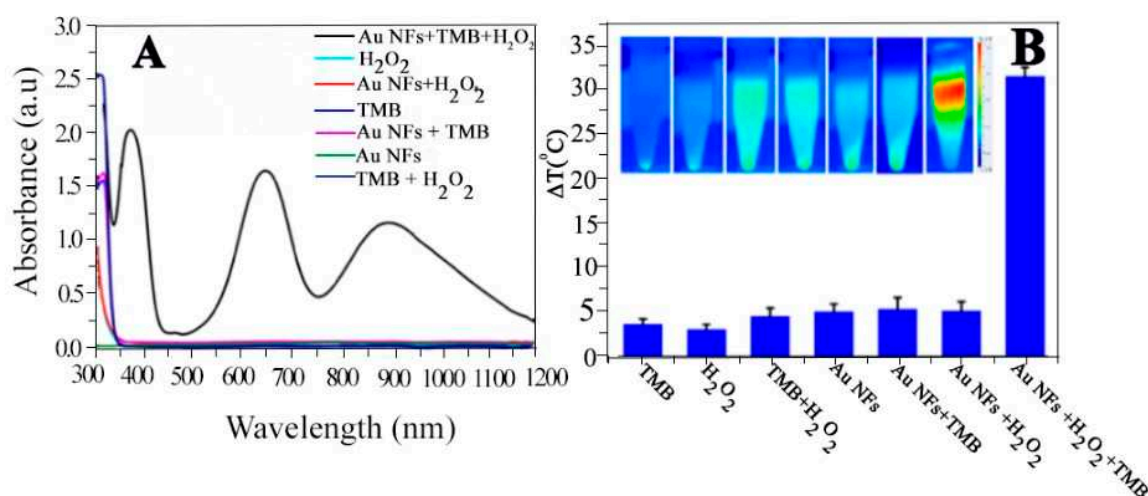 A
Au NFs+TMB+H₂O₂
H₂O₂
Au NFs+H₂O₂
TMB
Au NFs + TMB
Au NFs
TMB + H₂O₂
Absorbance (a.u)
3.0
2.5
2.0
1.5
1.0
0.5
0.0
300 400 500 600 700 800 900 1000 1100 1200
Wavelength (nm)
B
ΔT(⁰C)
35
30
25
20
15
10
5
0
TMB
H₂O₂
TMB+H₂O₂
Au NFs
Au NFs+TMB
Au NFs +H₂O₂
Au NFs +H₂O₂ +TMB